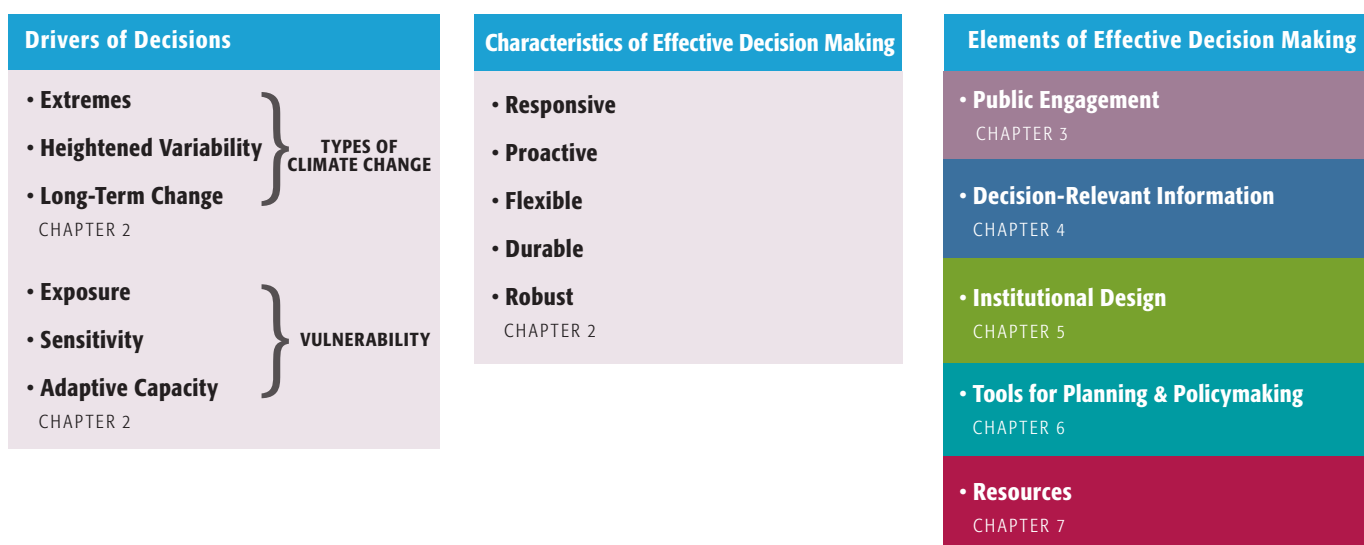 Drivers of Decisions
• Extremes
• Heightened Variability
• Long-Term Change
CHAPTER 2
TYPES OF
CLIMATE CHANGE
• Exposure
• Sensitivity
• Adaptive Capacity
CHAPTER 2
VULNERABILITY
Characteristics of Effective Decision Making
• Responsive
• Proactive
• Flexible
• Durable
• Robust
CHAPTER 2
Elements of Effective Decision Making
• Public Engagement
CHAPTER 3
• Decision-Relevant Information
CHAPTER 4
• Institutional Design
CHAPTER 5
• Tools for Planning & Policymaking
CHAPTER 6
• Resources
CHAPTER 7